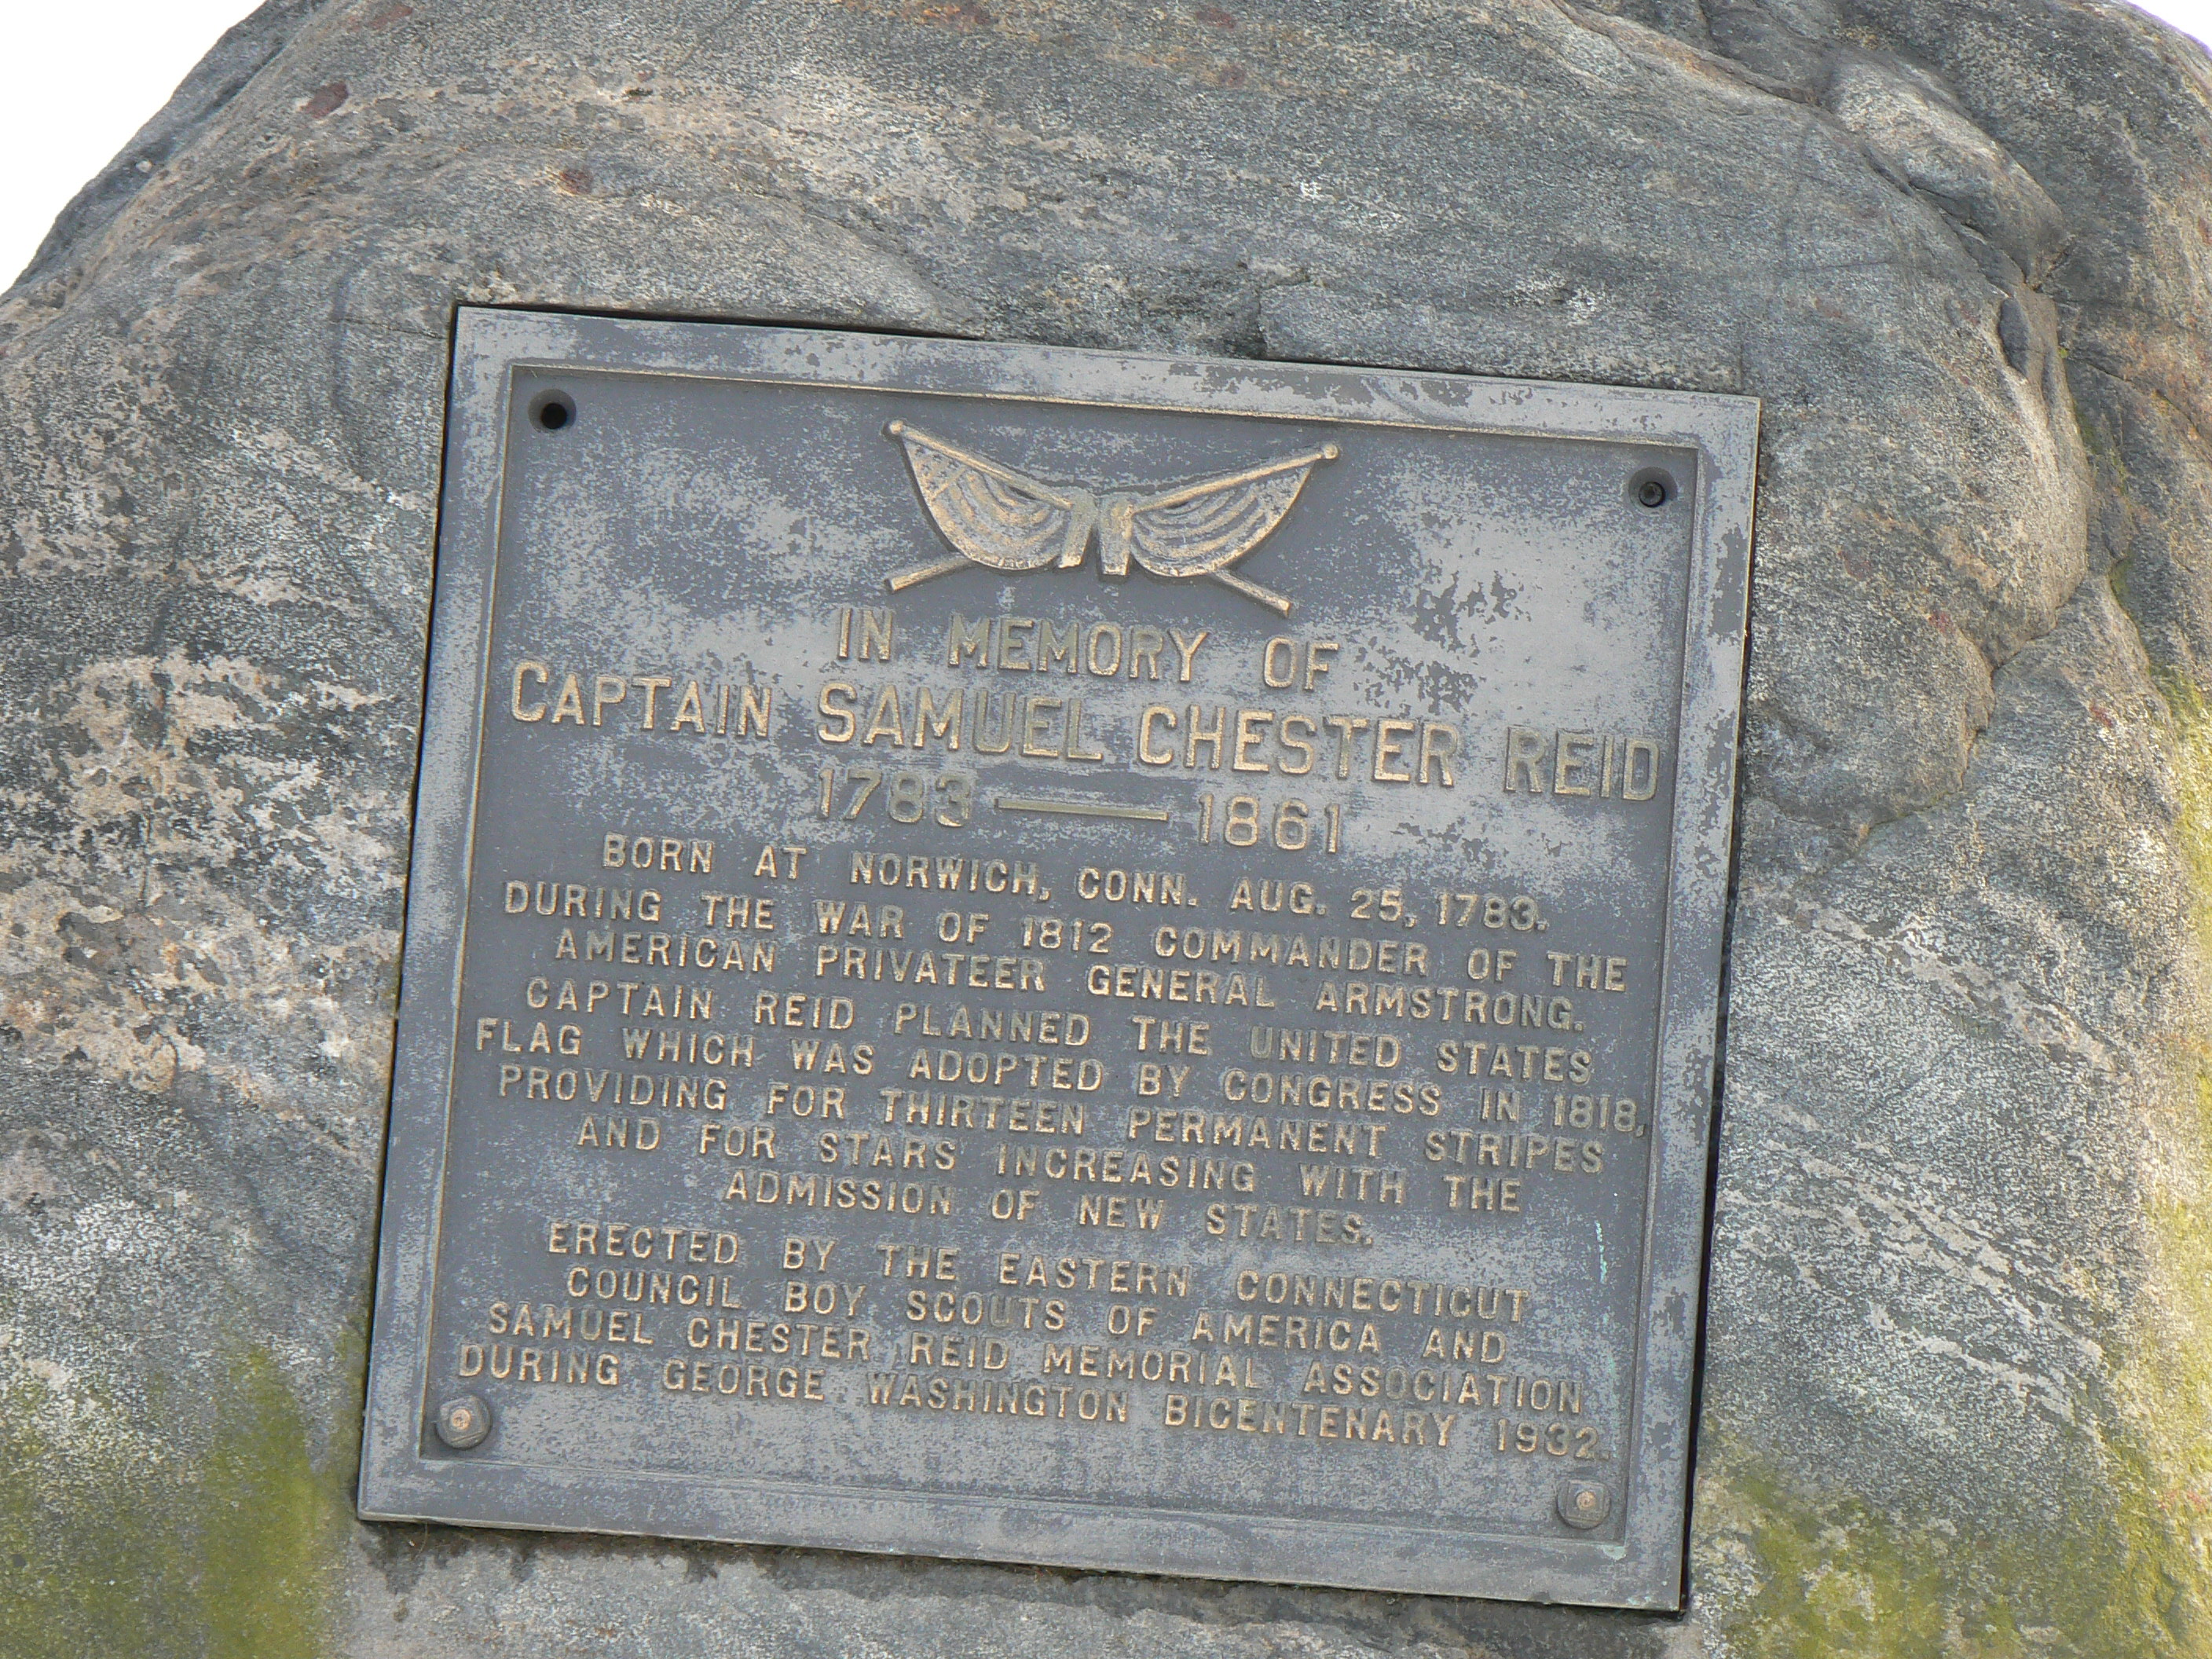 IN MEMORY OF
CAPTAIN SAMUEL CHESTER REID
1783 — 1861
BORN AT NORWICH, CONN. AUG. 25, 1783.
DURING THE WAR OF 1812 COMMANDER OF THE
AMERICAN PRIVATEER GENERAL ARMSTRONG.
CAPTAIN REID PLANNED THE UNITED STATES
FLAG WHICH WAS ADOPTED BY CONGRESS IN 1818,
PROVIDING FOR THIRTEEN PERMANENT STRIPES
AND FOR STARS INCREASING WITH THE
ADMISSION OF NEW STATES.
ERECTED BY THE EASTERN CONNECTICUT
COUNCIL BOY SCOUTS OF AMERICA AND
SAMUEL CHESTER REID MEMORIAL ASSOCIATION
DURING GEORGE WASHINGTON BICENTENARY 1932.